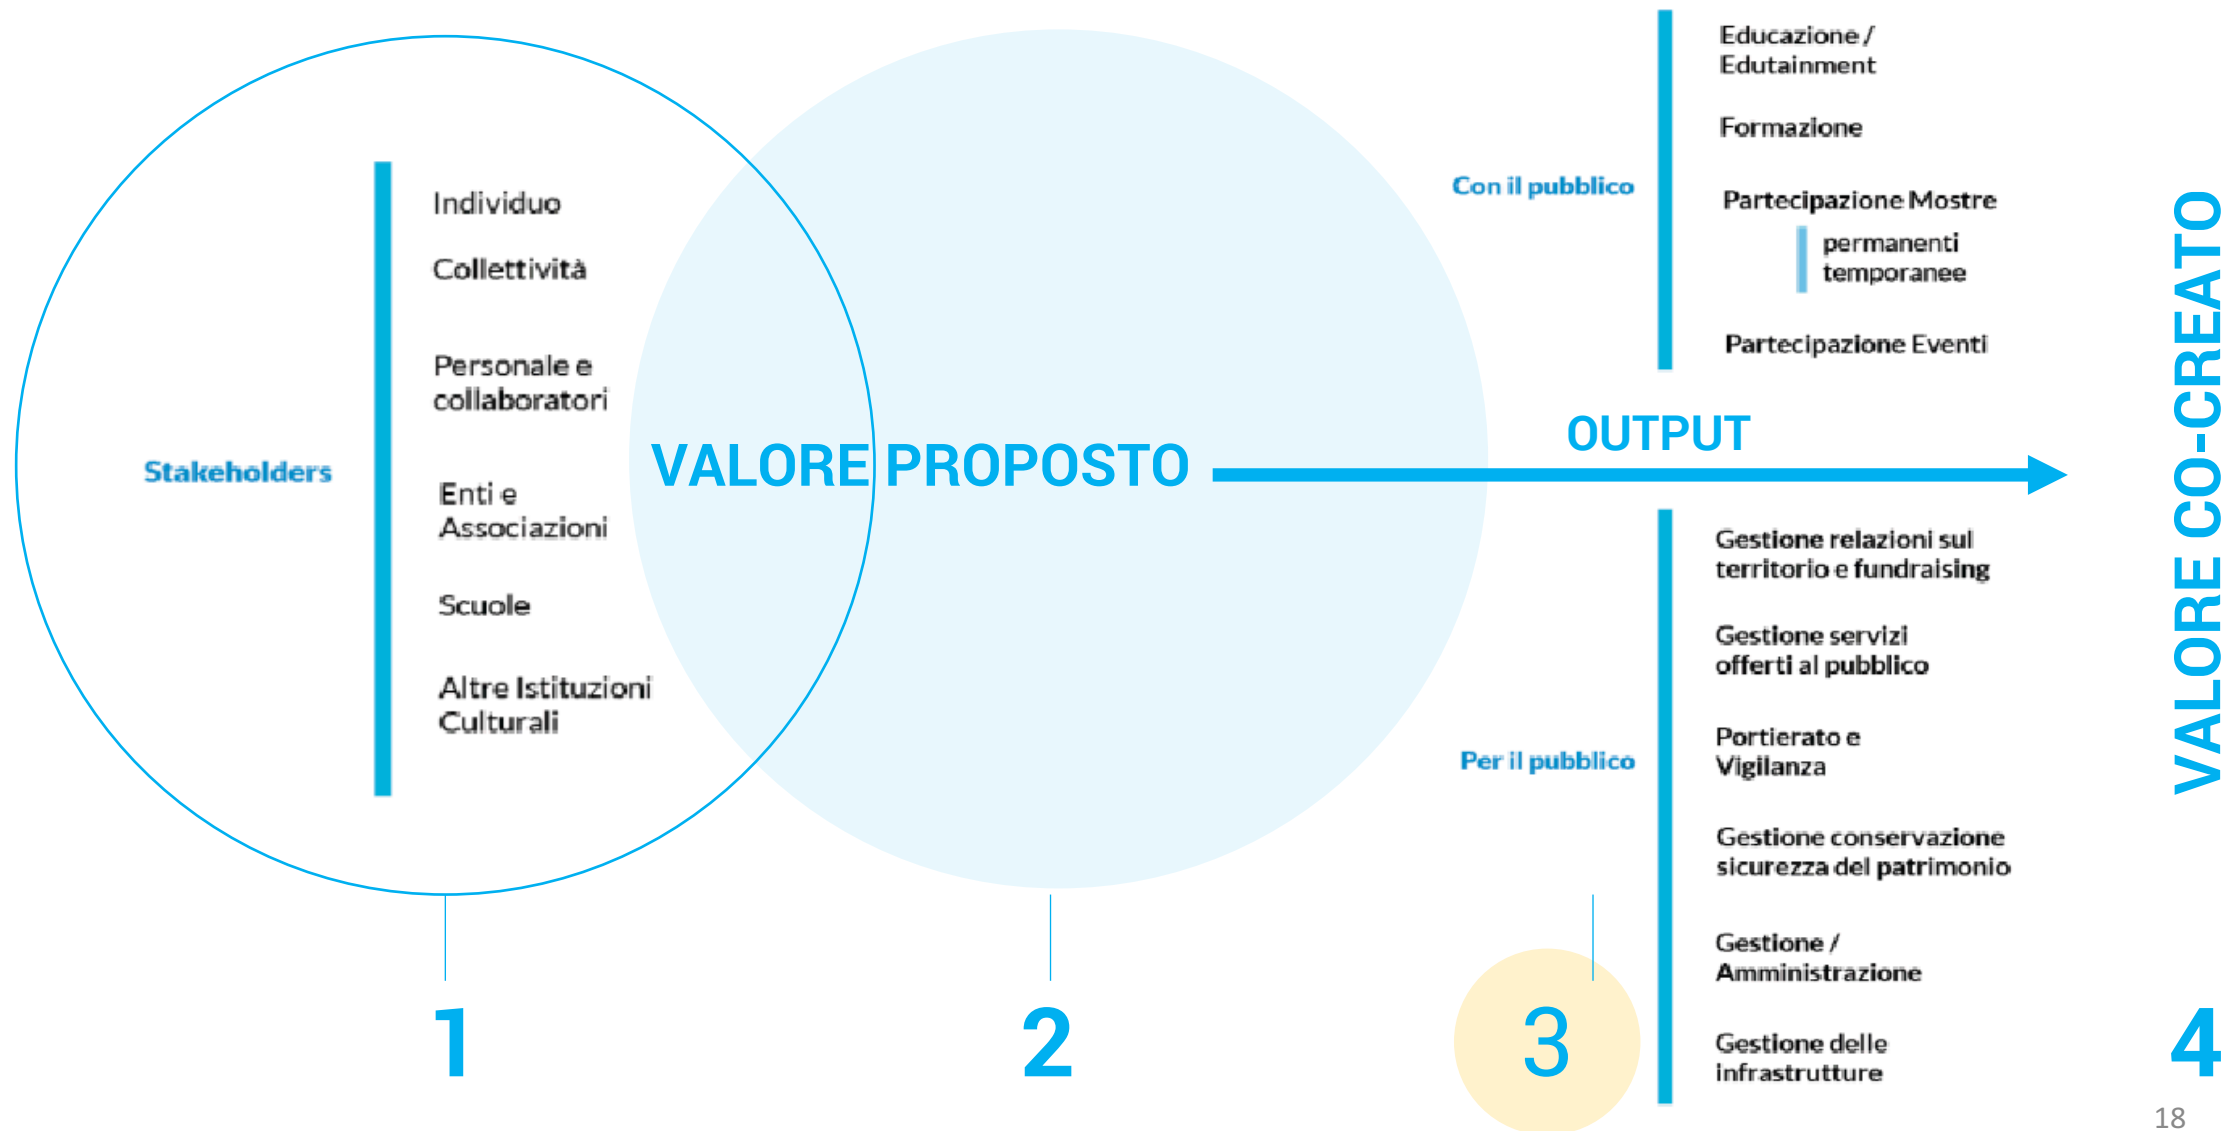 Stakeholders
Individuo
Collettività
Personale e
collaboratori
Enti e
Associazioni
Scuole
Altre Istituzioni
Culturali
VALORE PROPOSTO
OUTPUT
Con il pubblico
Educazione /
Edutainment
Formazione
Partecipazione Mostre
permanenti
temporanee
Partecipazione Eventi
Per il pubblico
Gestione relazioni sul
territorio e fundraising
Gestione servizi
offerti al pubblico
Portierato e
Vigilanza
Gestione conservazione
sicurezza del patrimonio
Gestione /
Amministrazione
Gestione delle
infrastrutture
VALORE CO-CREATO
1
2
3
4
18